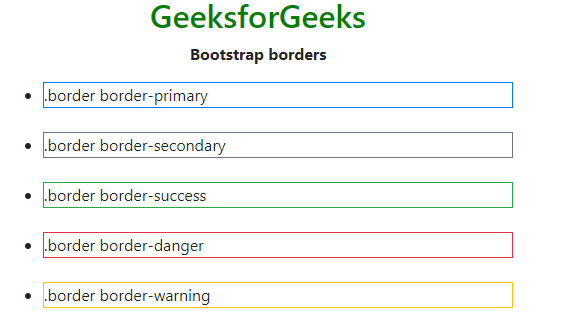 GeeksforGeeks
Bootstrap borders
.border border-primary
.border border-secondary
.border border-success
.border border-danger
.border border-warning